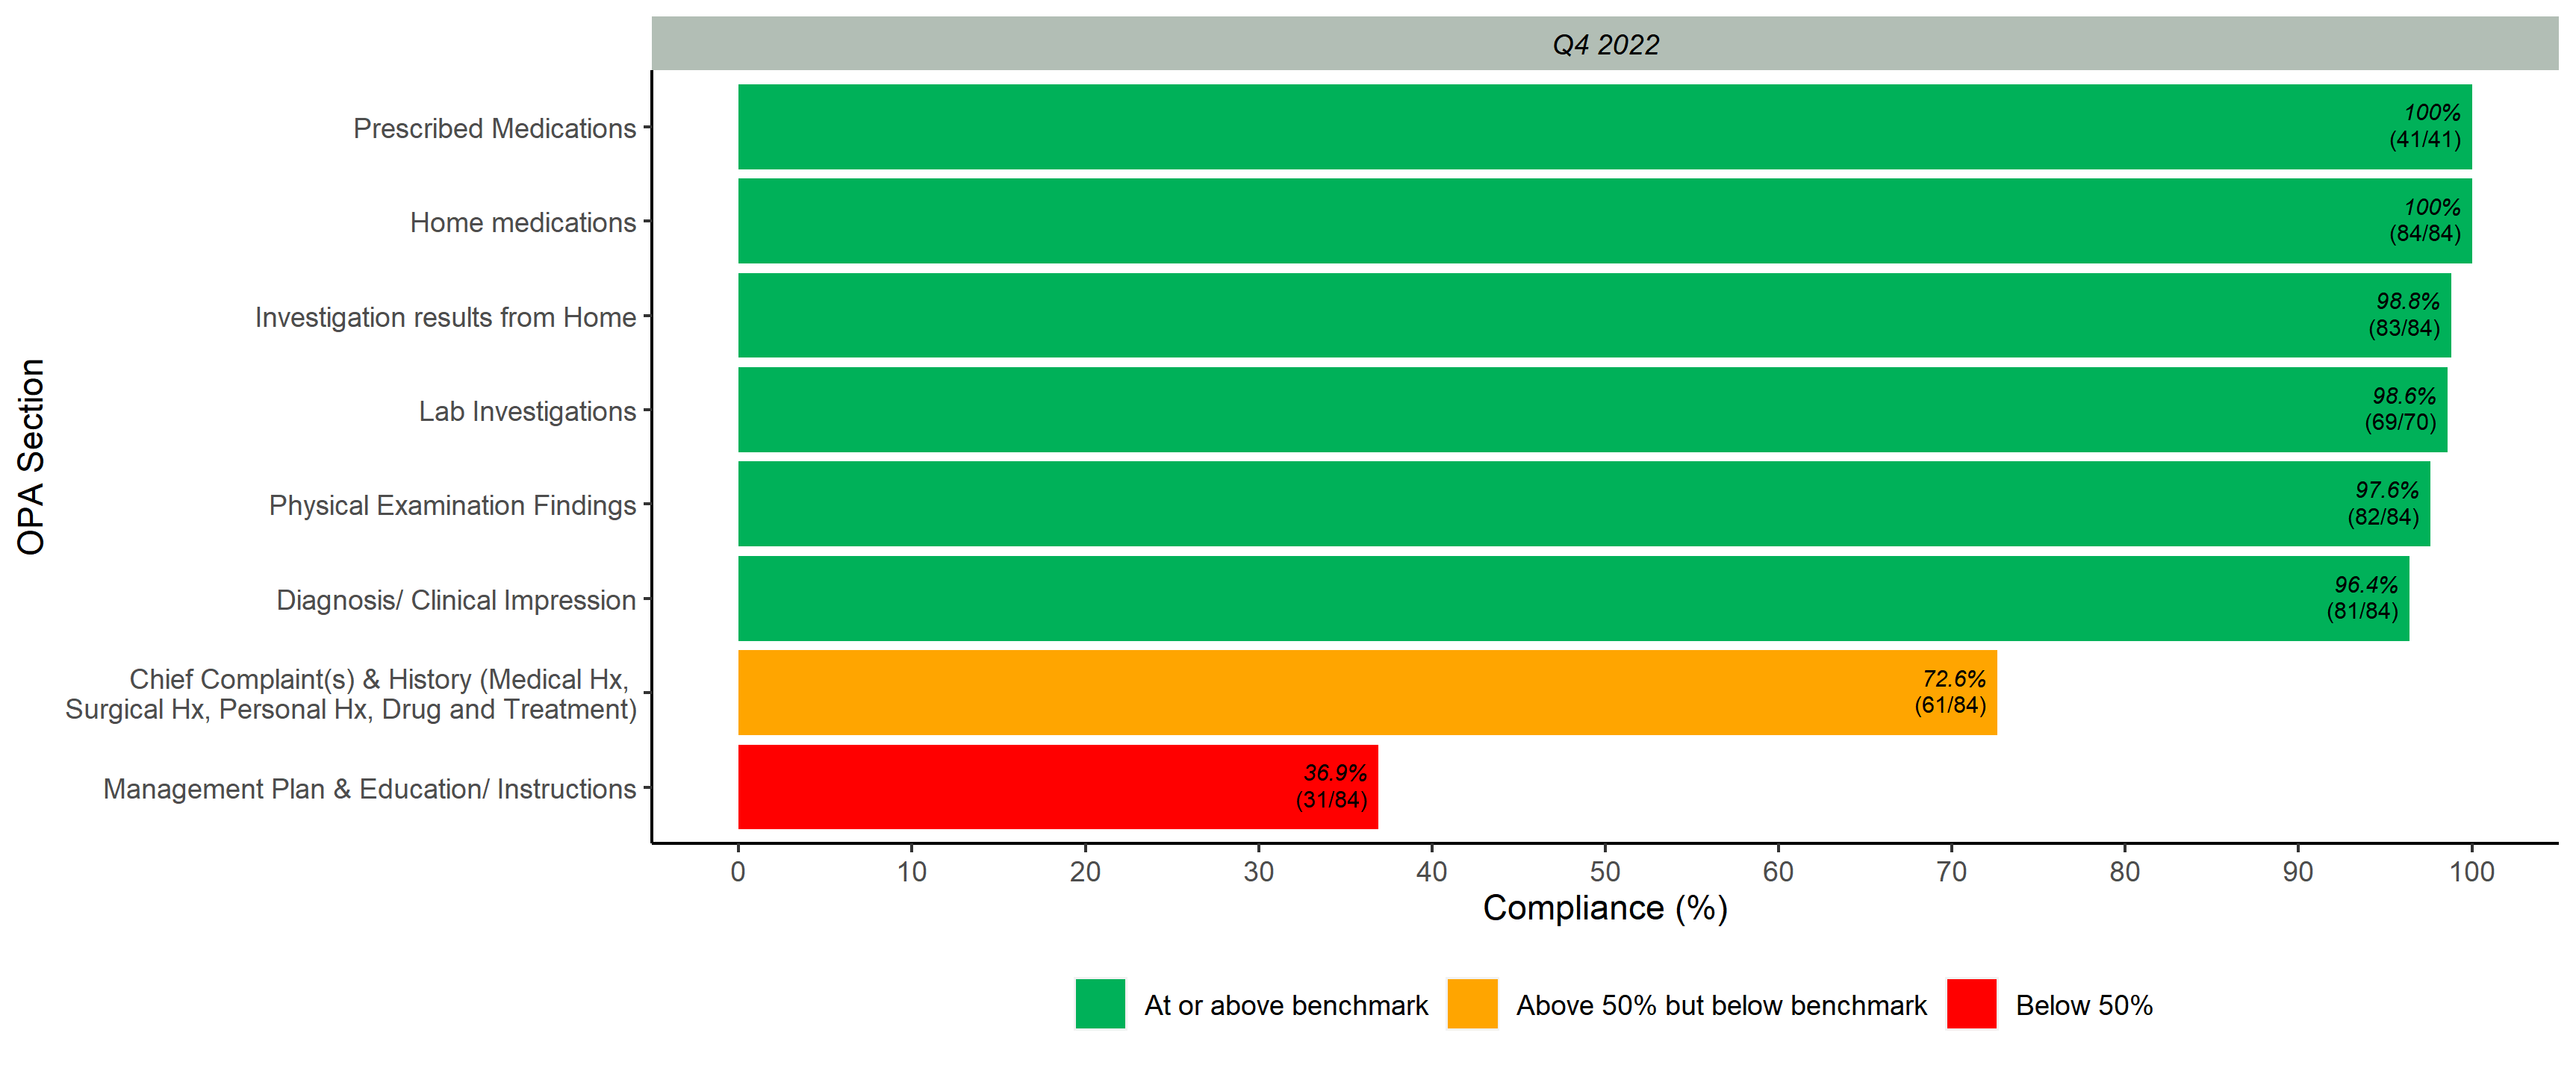 Q4 2022
Prescribed Medications
100%
(41/41)
Home medications
100%
(84/84)
Investigation results from Home
98.8%
(83/84)
Lab Investigations
98.6%
(69/70)
Physical Examination Findings
97.6%
(82/84)
Diagnosis/ Clinical Impression
96.4%
(81/84)
Chief Complaint(s) & History (Medical Hx,
Surgical Hx, Personal Hx, Drug and Treatment)
72.6%
(61/84)
Management Plan & Education/ Instructions
36.9%
(31/84)
OPA Section
0 10 20 30 40 50 60 70 80 90 100
Compliance (%)
At or above benchmark Above 50% but below benchmark Below 50%